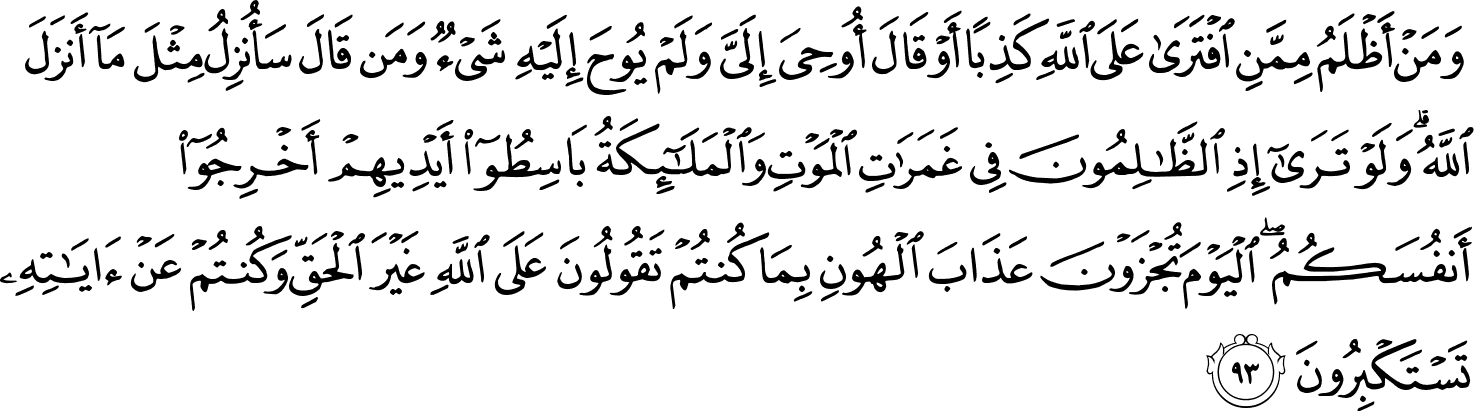 وَمَنۡ أَظۡلَمُ مِمَّنِ ٱفۡتَرَىٰ عَلَى ٱللَّهِ كَذِبًا أَوۡ قَالَ أُوحِيَ إِلَيَّ وَلَمۡ يُوحَ إِلَيۡهِ شَيۡءٞ وَمَن قَالَ سَأُنزِلُ مِثۡلَ مَآ أَنزَلَ
ٱللَّهُۗ وَلَوۡ تَرَىٰٓ إِذِ ٱلظَّٰلِمُونَ فِي غَمَرَٰتِ ٱلۡمَوۡتِ وَٱلۡمَلَٰٓئِكَةُ بَاسِطُوٓاْ أَيۡدِيهِمۡ أَخۡرِجُوٓاْ
أَنفُسَكُمُۖ ٱلۡيَوۡمَ تُجۡزَوۡنَ عَذَابَ ٱلۡهُونِ بِمَا كُنتُمۡ تَقُولُونَ عَلَى ٱللَّهِ غَيۡرَ ٱلۡحَقِّ وَكُنتُمۡ عَنۡ ءَايَٰتِهِۦ
تَسۡتَكۡبِرُونَ ٩٣